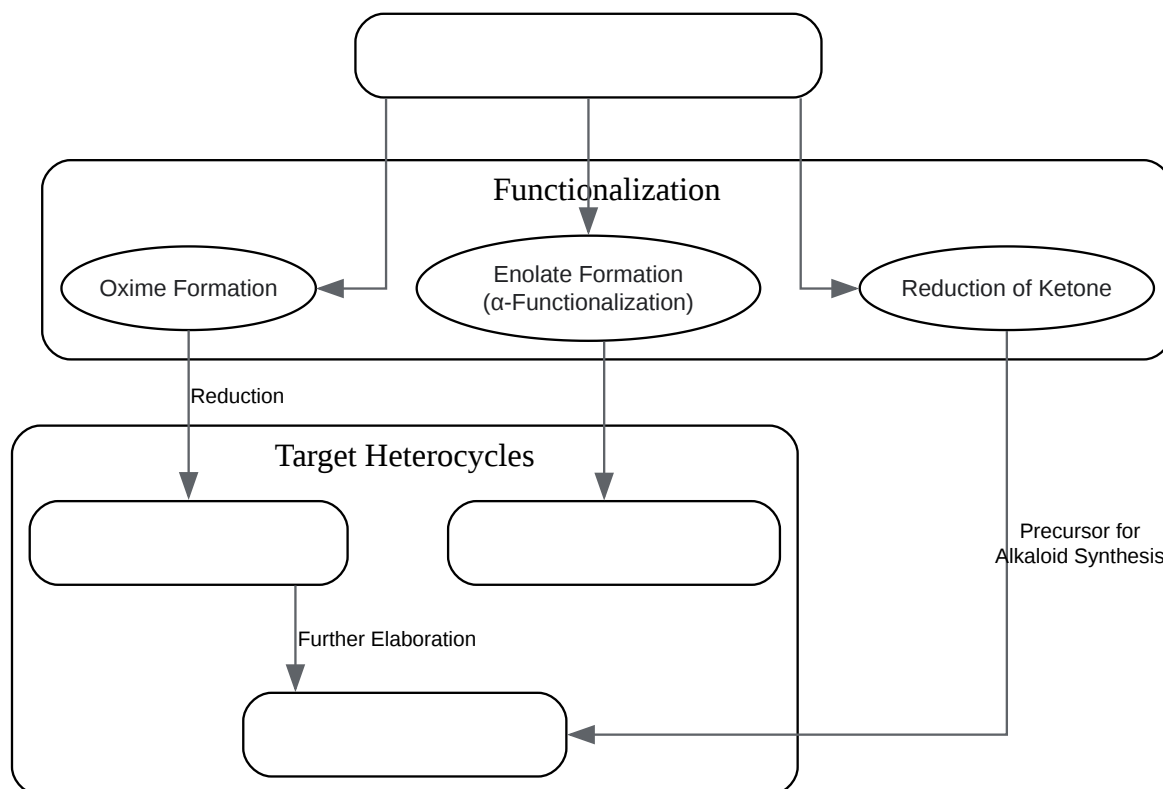 Functionalization
Oxime Formation
Enolate Formation
(α-Functionalization)
Reduction of Ketone
Reduction
Target Heterocycles
Precursor for
Alkaloid Synthesis
Further Elaboration